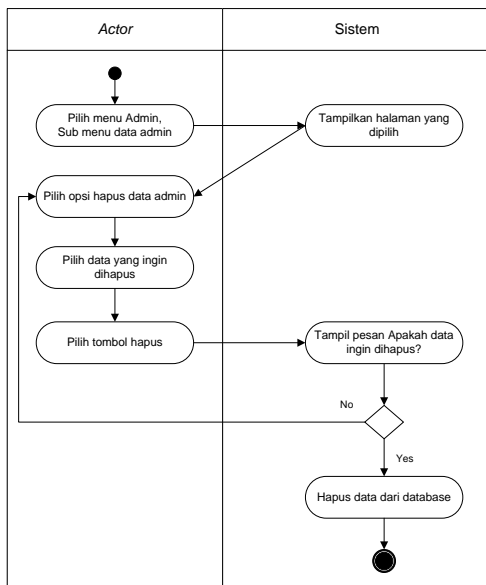 Actor
Sistem
Pilih menu Admin,
Sub menu data admin
Tampilkan halaman yang
dipilih
Pilih opsi hapus data admin
Pilih data yang ingin
dihapus
Pilih tombol hapus
Tampil pesan Apakah data
ingin dihapus?
No
Yes
Hapus data dari database